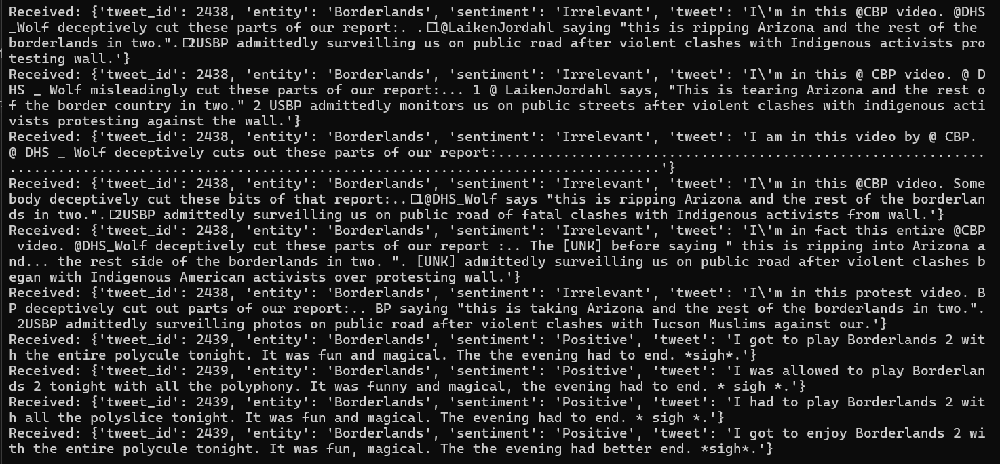 Received: {'tweet_id': 2438, 'entity': 'Borderlands', 'sentiment': 'Irrelevant', 'tweet': 'I\'m in this @CBP video. @DHS
_Wolf deceptively cut these parts of our report:. . 1@LaikenJordahl saying "this is ripping Arizona and the rest of the
borderlands in two.". 2USBP admittedly surveilling us on public road after violent clashes with Indigenous activists pro
testing wall.'}
Received: {'tweet_id': 2438, 'entity': 'Borderlands', 'sentiment': 'Irrelevant', 'tweet': 'I\'m in this @ CBP video. @ D
HS _ Wolf misleadingly cut these parts of our report:... 1 @ LaikenJordahl says, "This is tearing Arizona and the rest o
f the border country in two." 2 USBP admittedly monitors us on public streets after violent clashes with indigenous acti
vists protesting against the wall.'}
Received: {'tweet_id': 2438, 'entity': 'Borderlands', 'sentiment': 'Irrelevant', 'tweet': 'I am in this video by @ CBP.
@ DHS _ Wolf deceptively cuts out these parts of our report:............................................................
................................................................................'}
Received: {'tweet_id': 2438, 'entity': 'Borderlands', 'sentiment': 'Irrelevant', 'tweet': 'I\'m in this @CBP video. Some
body deceptively cut these bits of that report:.. 1@DHS_Wolf says "this is ripping Arizona and the rest of the borderlan
ds in two.". 2USBP admittedly surveilling us on public road of fatal clashes with Indigenous activists from wall.'}
Received: {'tweet_id': 2438, 'entity': 'Borderlands', 'sentiment': 'Irrelevant', 'tweet': 'I\'m in fact this entire @CBP
video. @DHS_Wolf deceptively cut these parts of our report :.. The [UNK] before saying " this is ripping into Arizona a
nd... the rest side of the borderlands in two. ". [UNK] admittedly surveilling us on public road after violent clashes b
egan with Indigenous American activists over protesting wall.'}
Received: {'tweet_id': 2438, 'entity': 'Borderlands', 'sentiment': 'Irrelevant', 'tweet': 'I\'m in this protest video. B
P deceptively cut out parts of our report:.. BP saying "this is taking Arizona and the rest of the borderlands in two.".
2USBP admittedly surveilling photos on public road after violent clashes with Tucson Muslims against our.'}
Received: {'tweet_id': 2439, 'entity': 'Borderlands', 'sentiment': 'Positive', 'tweet': 'I got to play Borderlands 2 wit
h the entire polycule tonight. It was fun and magical. The the evening had to end. *sigh*.'}
Received: {'tweet_id': 2439, 'entity': 'Borderlands', 'sentiment': 'Positive', 'tweet': 'I was allowed to play Borderlan
ds 2 tonight with all the polyphony. It was funny and magical, the evening had to end. * sigh *.'}
Received: {'tweet_id': 2439, 'entity': 'Borderlands', 'sentiment': 'Positive', 'tweet': 'I had to play Borderlands 2 wit
h all the polyslice tonight. It was fun and magical. The evening had to end. * sigh *.'}
Received: {'tweet_id': 2439, 'entity': 'Borderlands', 'sentiment': 'Positive', 'tweet': 'I got to enjoy Borderlands 2 wi
th the entire polycule tonight. It was fun, magical. The the evening had better end. *sigh*.'}